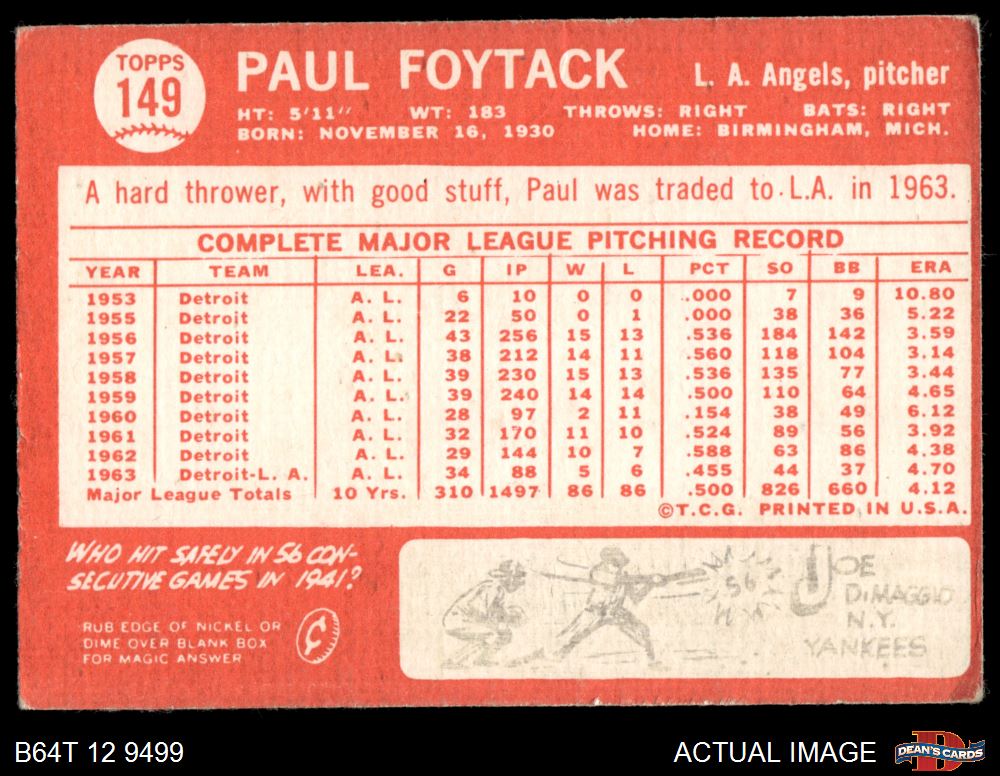 TOPPS
149
PAUL FOYTACK L. A. Angels, pitcher
HT: 5'11" WT: 183 THROWS: RIGHT BATS: RIGHT
BORN: NOVEMBER 16, 1930 HOME: BIRMINGHAM, MICH.
A hard thrower, with good stuff, Paul was traded to L.A. in 1963.
COMPLETE MAJOR LEAGUE PITCHING RECORD
YEAR TEAM LEA. G IP W L PCT SO BB ERA
1953 Detroit A. L. 6 10 0 0 .000 7 9 10.80
1955 Detroit A. L. 22 50 0 1 .000 38 36 5.22
1956 Detroit A. L. 43 256 15 13 .536 184 142 3.59
1957 Detroit A. L. 38 212 14 11 .560 118 104 3.14
1958 Detroit A. L. 39 230 15 13 .536 135 77 3.44
1959 Detroit A. L. 39 240 14 14 .500 110 64 4.65
1960 Detroit A. L. 28 97 2 11 .154 38 49 6.12
1961 Detroit A. L. 32 170 11 10 .524 89 56 3.92
1962 Detroit A. L. 29 144 10 7 .588 63 86 4.38
1963 Detroit-L. A. A. L. 34 88 5 6 .455 44 37 4.70
Major League Totals 10 Yrs. 310 1497 86 86 .500 826 660 4.12
©T.C.G. PRINTED IN U.S.A.
WHO HIT SAFELY IN 56 CON-
SECUTIVE GAMES IN 1941?
RUB EDGE OF NICKEL OR
DIME OVER BLANK BOX
FOR MAGIC ANSWER
56
JOE
DIMAGGIO
N.Y.
YANKEES
B64T 12 9499 ACTUAL IMAGE DEAN'S CARDS